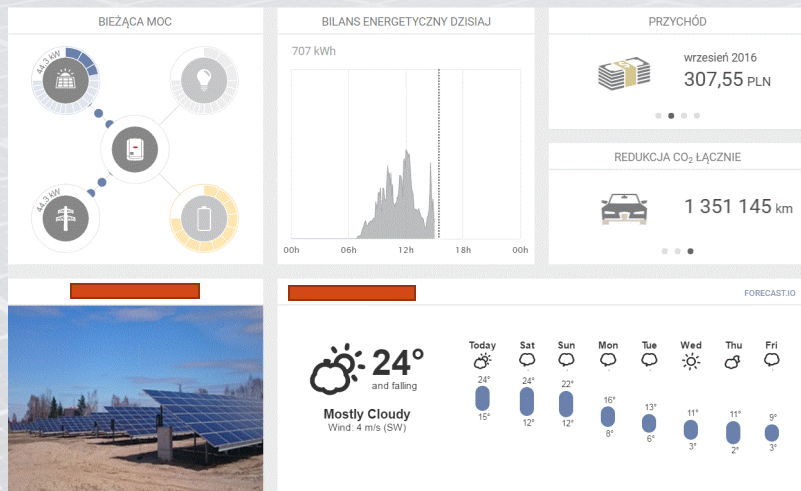 BIEŻĄCA MOC
44,3 kW
44,3 kW
BILANS ENERGETYCZNY DZISIAJ
707 kWh
00h 06h 12h 18h 00h
PRZYCHÓD
wrzesień 2016
307,55 PLN
REDUKCJA CO₂ ŁĄCZNIE
1 351 145 km
FORECAST.IO
24°
and falling
Mostly Cloudy
Wind: 4 m/s (SW)
Today Sat Sun Mon Tue Wed Thu Fri
24° 24° 22° 16° 13° 11° 11° 9°
15° 12° 12° 8° 6° 3° 2° 3°